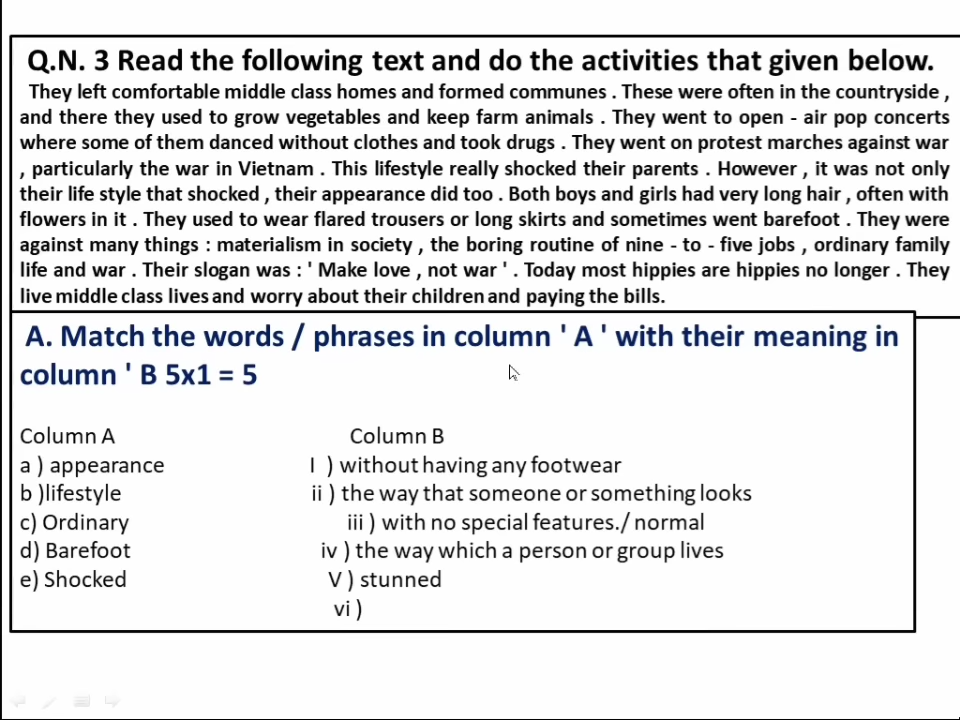 Q.N. 3 Read the following text and do the activities that given below.
They left comfortable middle class homes and formed communes . These were often in the countryside ,
and there they used to grow vegetables and keep farm animals . They went to open - air pop concerts
where some of them danced without clothes and took drugs . They went on protest marches against war
, particularly the war in Vietnam . This lifestyle really shocked their parents . However , it was not only
their life style that shocked , their appearance did too . Both boys and girls had very long hair , often with
flowers in it . They used to wear flared trousers or long skirts and sometimes went barefoot . They were
against many things : materialism in society , the boring routine of nine - to - five jobs , ordinary family
life and war . Their slogan was : ' Make love , not war ' . Today most hippies are hippies no longer . They
live middle class lives and worry about their children and paying the bills.
A. Match the words / phrases in column ' A ' with their meaning in
column ' B 5x1 = 5
Column A Column B
a ) appearance I ) without having any footwear
b )lifestyle ii ) the way that someone or something looks
c) Ordinary iii ) with no special features./ normal
d) Barefoot iv ) the way which a person or group lives
e) Shocked V ) stunned
vi )